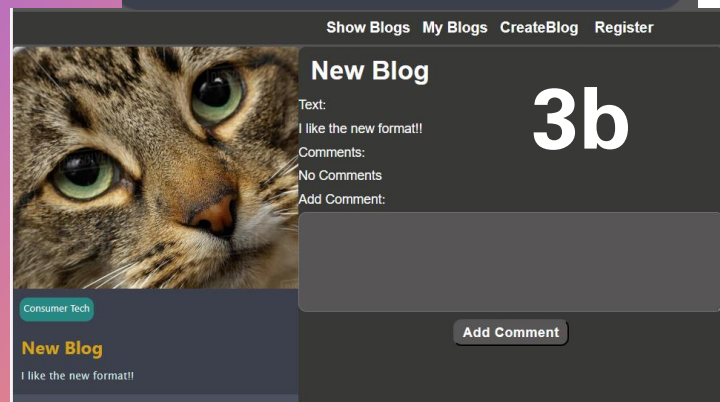 Show Blogs My Blogs CreateBlog Register
New Blog
3b
Text:
I like the new format!!
Comments:
No Comments
Add Comment:
Add Comment
Consumer Tech
New Blog
I like the new format!!